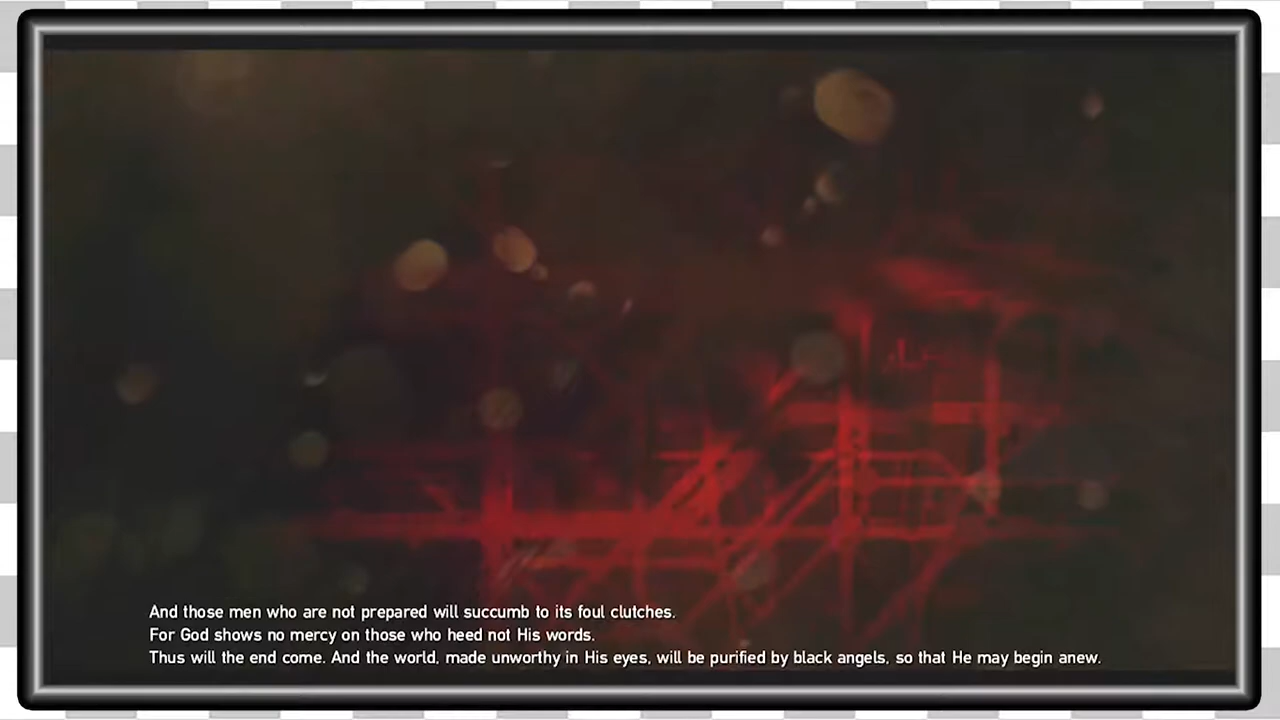 And those men who are not prepared will succumb to its foul clutches.
For God shows no mercy on those who heed not His words.
Thus will the end come. And the world, made unworthy in His eyes, will be purified by black angels, so that He may begin anew.